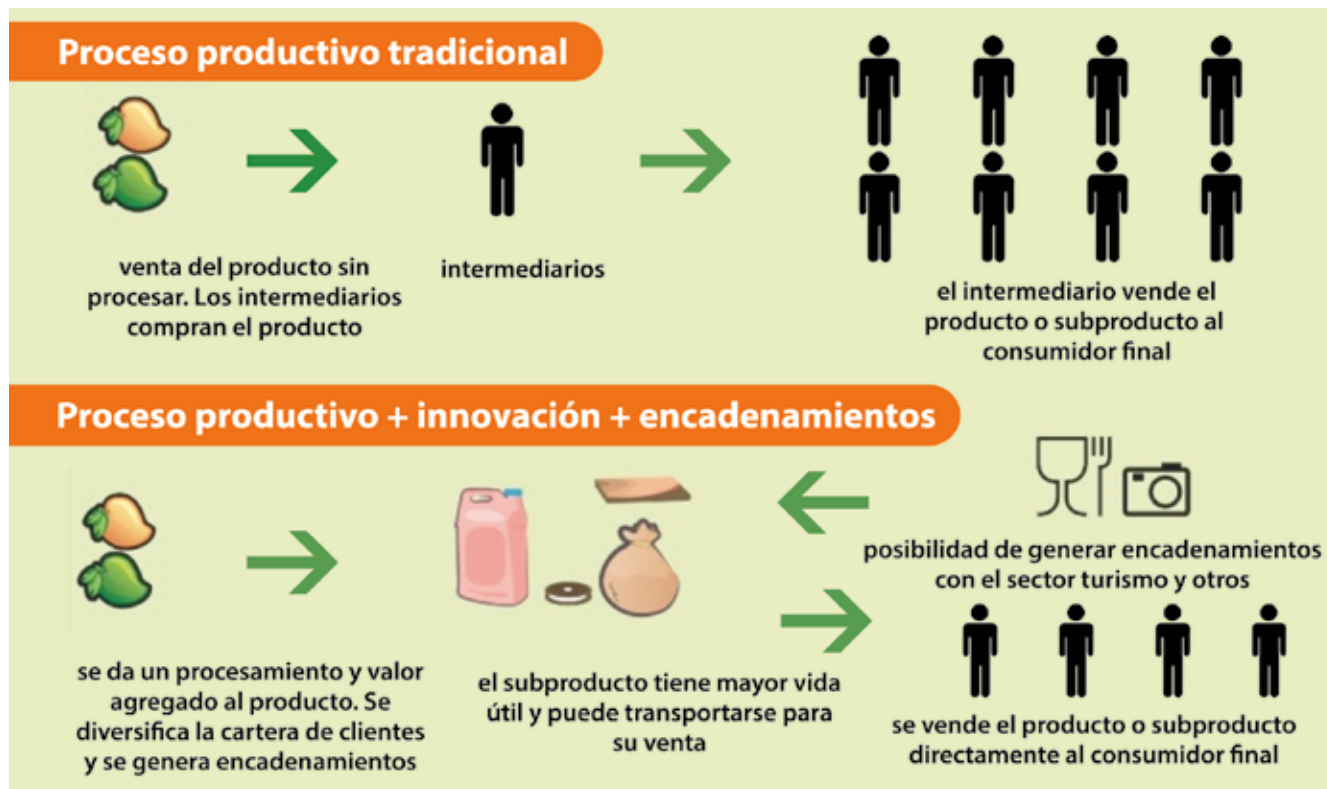 Proceso productivo tradicional
venta del producto sin
procesar. Los intermediarios
compran el producto
intermediarios
el intermediario vende el
producto o subproducto al
consumidor final
Proceso productivo + innovación + encadenamientos
se da un procesamiento y valor
agregado al producto. Se
diversifica la cartera de clientes
y se genera encadenamientos
el subproducto tiene mayor vida
útil y puede transportarse para
su venta
posibilidad de generar encadenamientos
con el sector turismo y otros
se vende el producto o subproducto
directamente al consumidor final